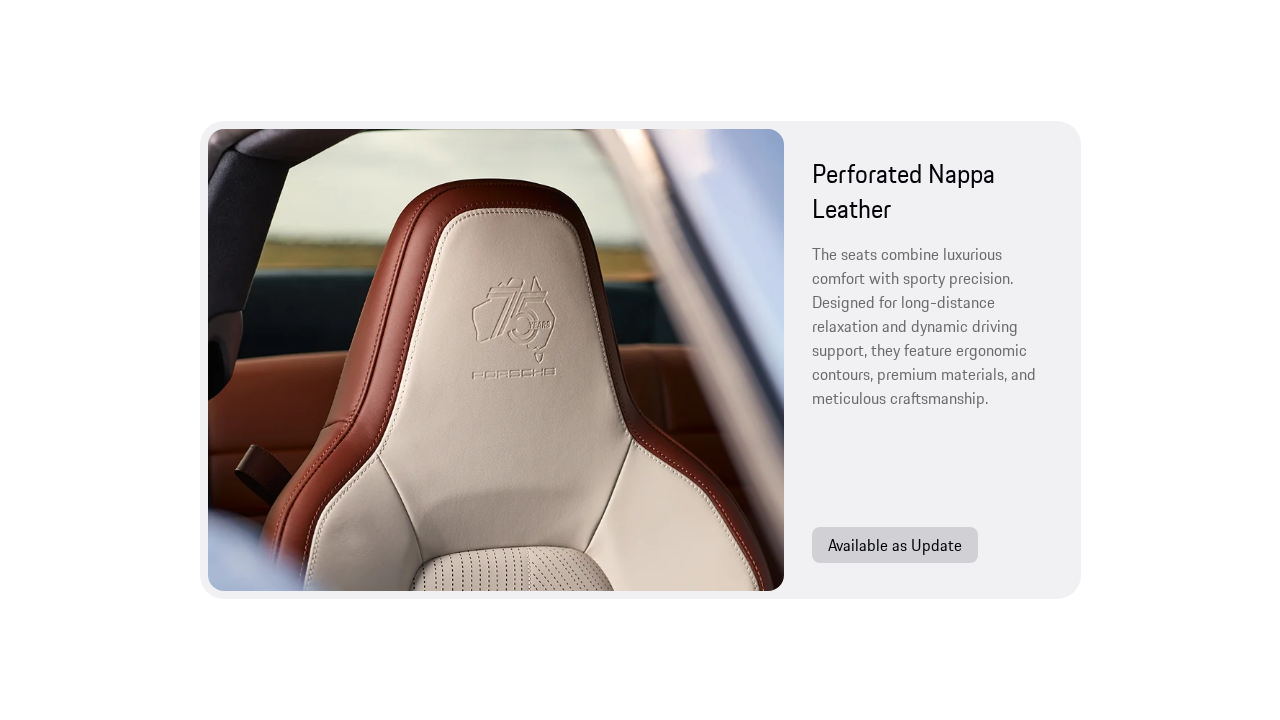 75
YEARS
PORSCHE
Perforated Nappa
Leather
The seats combine luxurious
comfort with sporty precision.
Designed for long-distance
relaxation and dynamic driving
support, they feature ergonomic
contours, premium materials, and
meticulous craftsmanship.
Available as Update